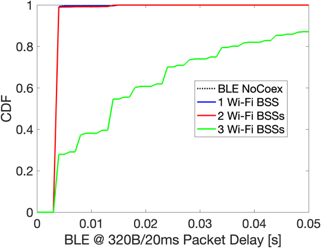 1
0.8
0.6
0.4
0.2
0
CDF
BLE NoCoex
1 Wi-Fi BSS
2 Wi-Fi BSSs
3 Wi-Fi BSSs
0 0.01 0.02 0.03 0.04 0.05
BLE @ 320B/20ms Packet Delay [s]